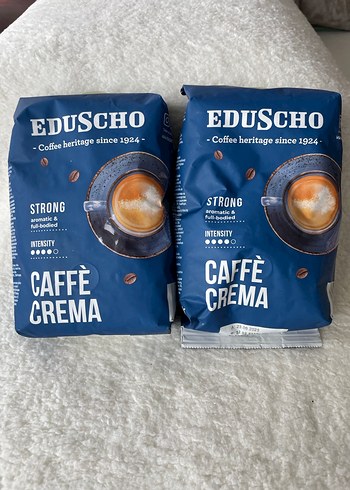 EDUSCHO
- Coffee heritage since 1924 -
STRONG
aromatic &
full-bodied
INTENSITY
CAFFÈ
CREMA
EDUSCHO
- Coffee heritage since 1924 -
STRONG
aromatic &
full-bodied
INTENSITY
CAFFÈ
CREMA